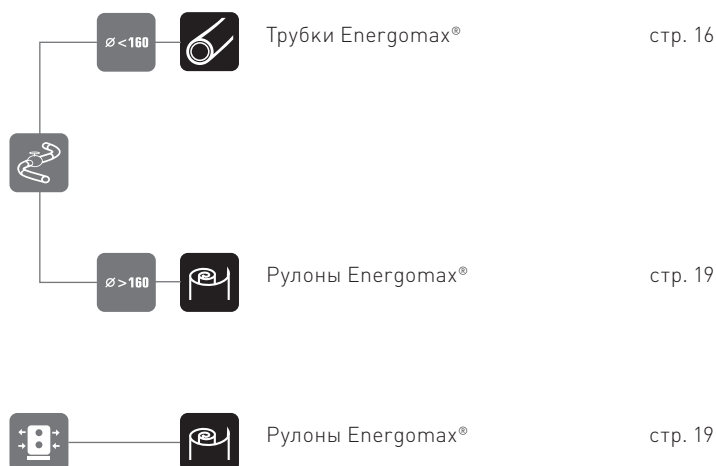 ø<160 Трубки Energomax® стр. 16
ø>160 Рулоны Energomax® стр. 19
Рулоны Energomax® стр. 19